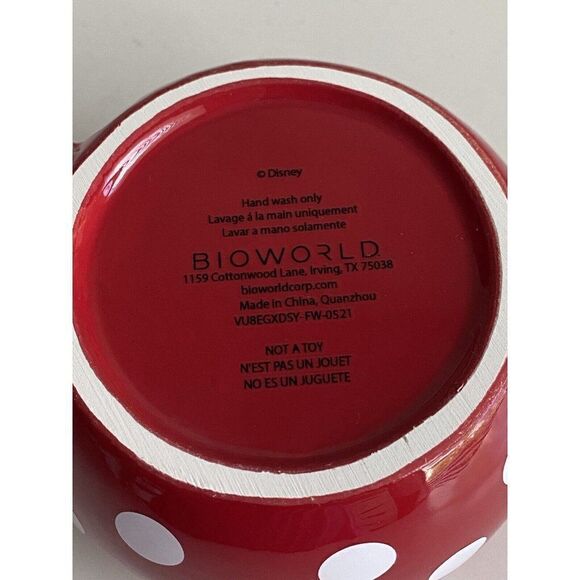 © Disney
Hand wash only
Lavage á la main uniquement
Lavar a mano solamente
BIOWORLD
1159 Cottonwood Lane, Irving, TX 75038
bioworldcorp.com
Made in China, Quanzhou
VU8EGXDSY-FW-0521
NOT A TOY
N'EST PAS UN JOUET
NO ES UN JUGUETE